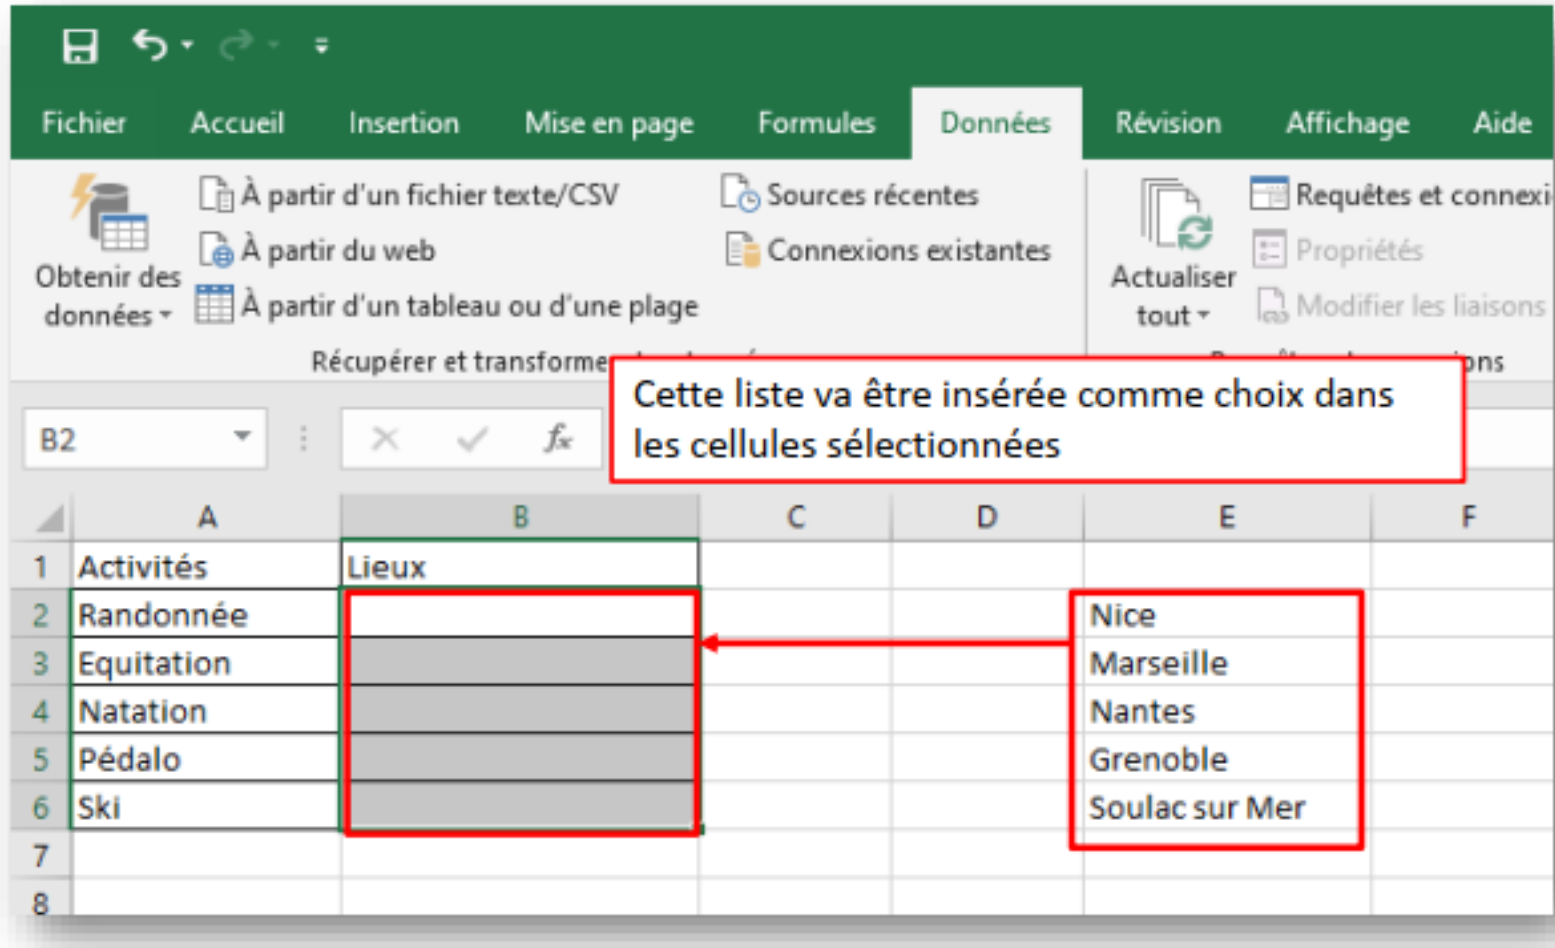 Fichier Accueil Insertion Mise en page Formules Données Révision Affichage Aide
À partir d'un fichier texte/CSV Sources récentes Requêtes et connexi
À partir du web Connexions existantes Propriétés
Obtenir des données À partir d'un tableau ou d'une plage Actualiser tout Modifier les liaisons
Récupérer et transforme
Cette liste va être insérée comme choix dans
les cellules sélectionnées
B2 fx
A B C D E F
1 Activités Lieux
2 Randonnée Nice
3 Equitation Marseille
4 Natation Nantes
5 Pédalo Grenoble
6 Ski Soulac sur Mer
7
8